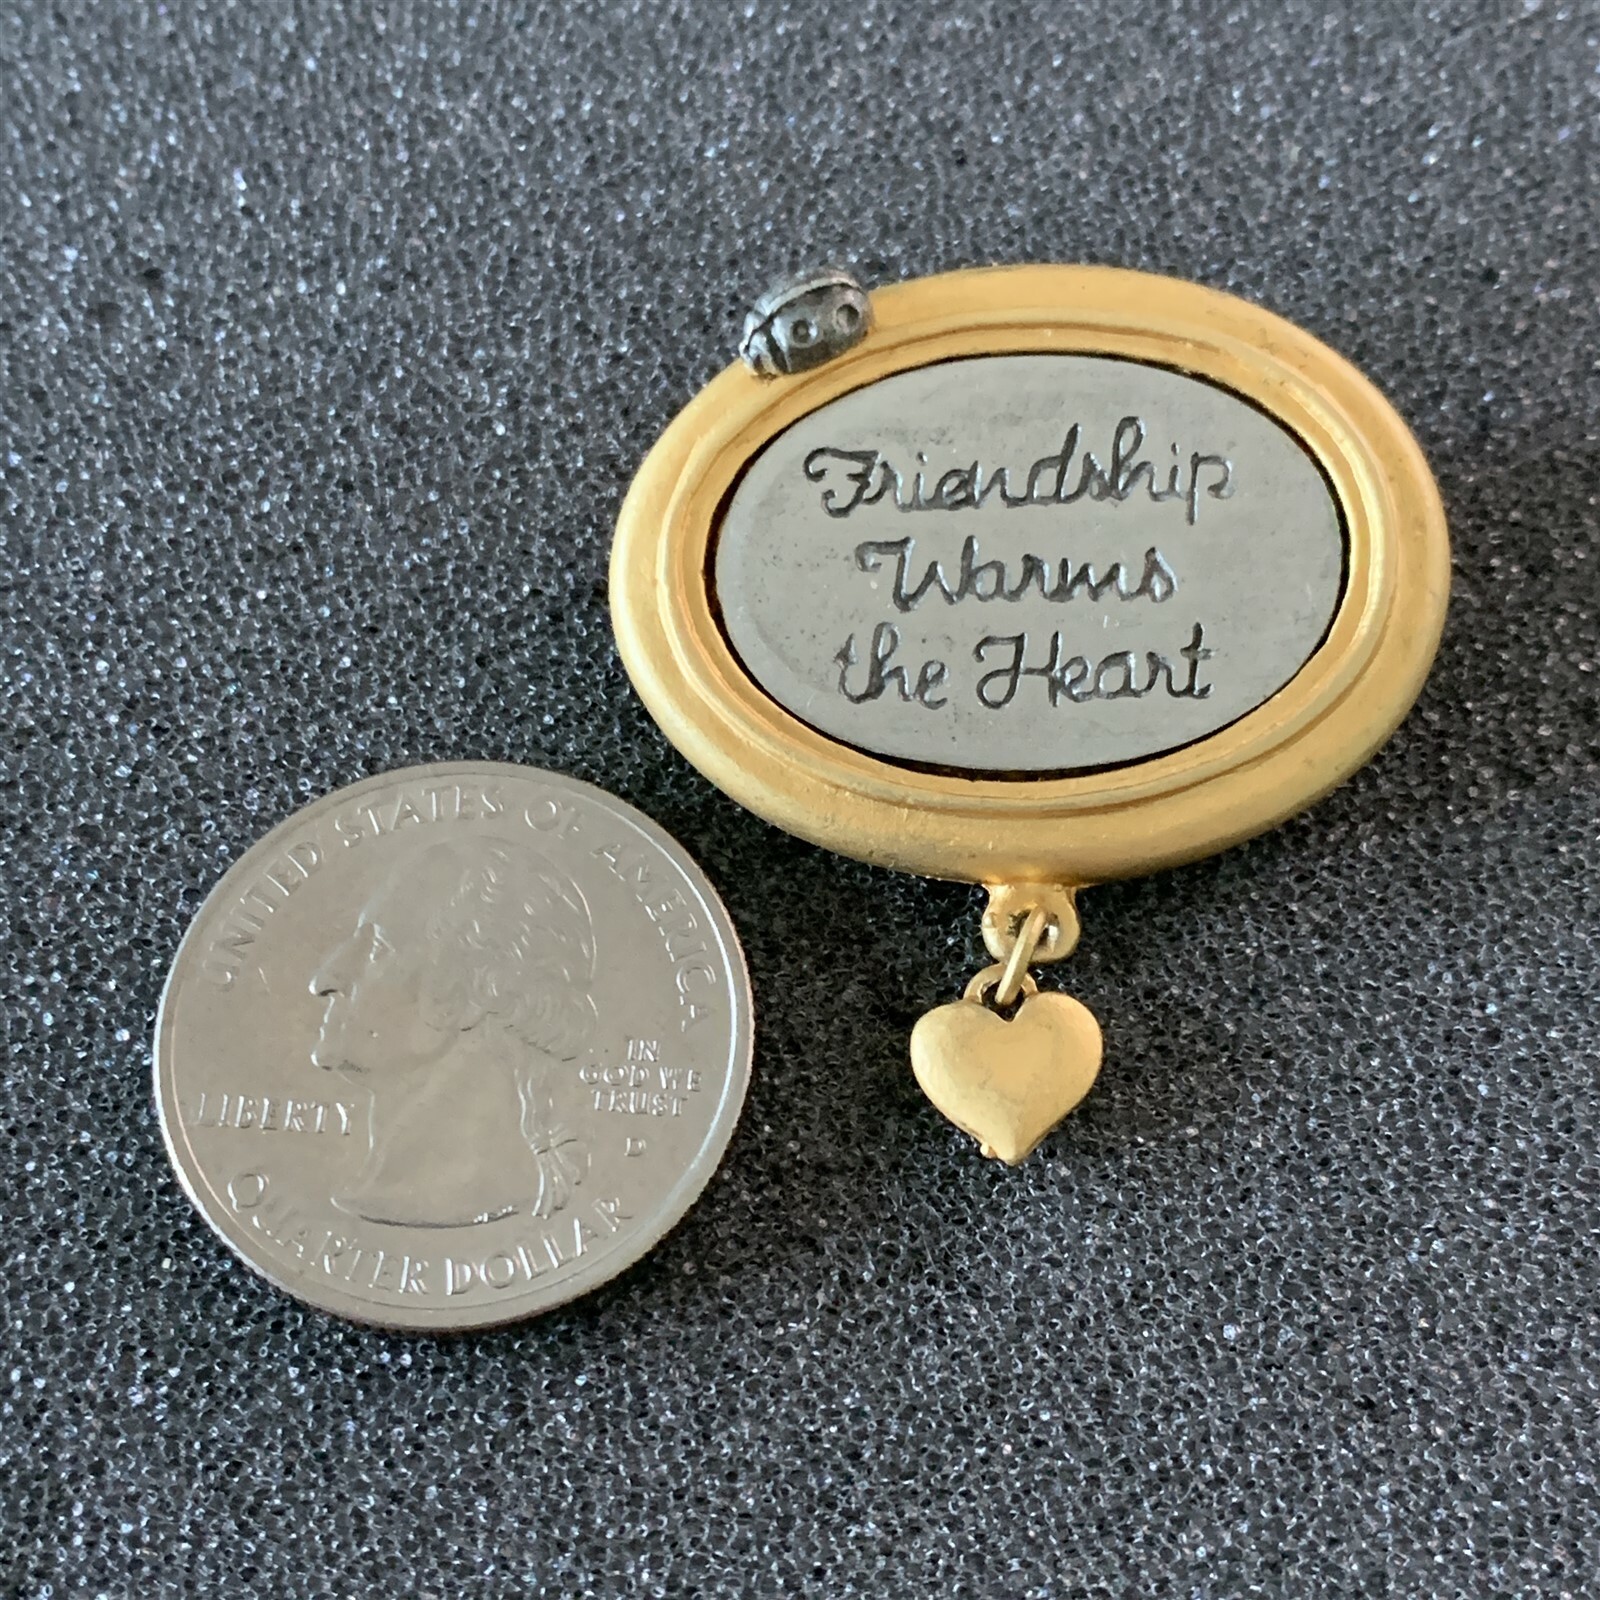 Friendship
Warms
the Heart
UNITED STATES OF AMERICA
LIBERTY
IN
GOD WE
TRUST
D
QUARTER DOLLAR